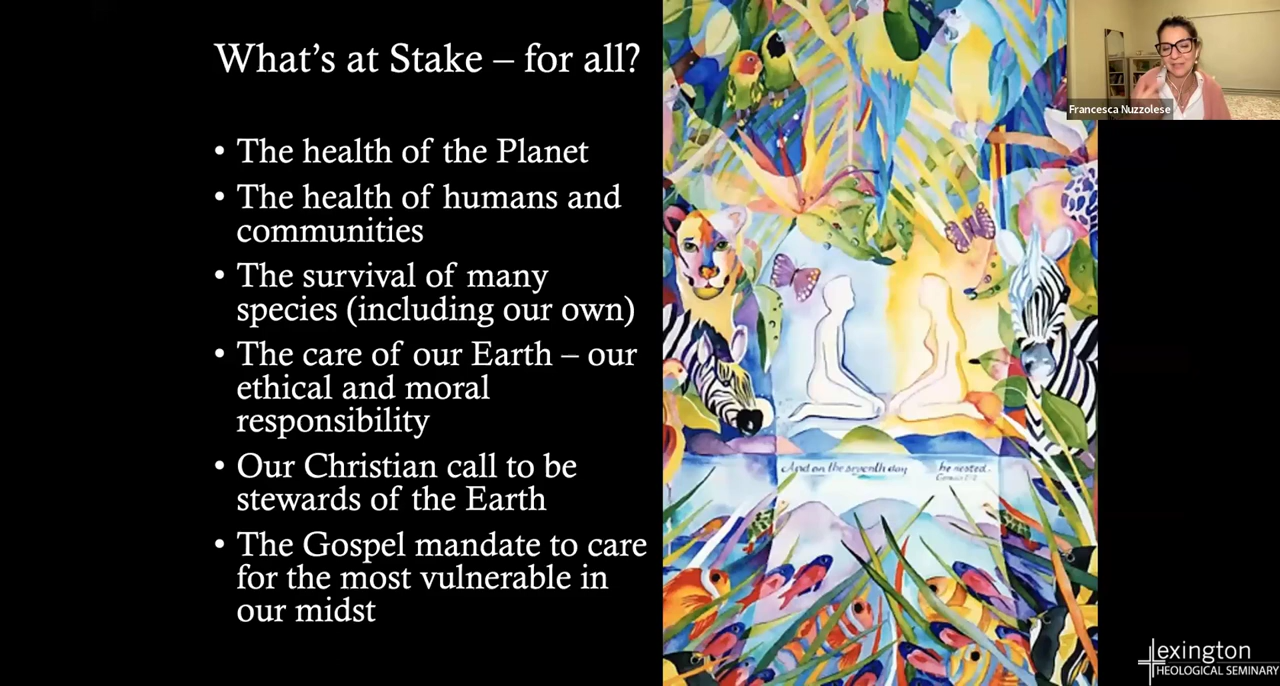 What's at Stake – for all?
• The health of the Planet
• The health of humans and
communities
• The survival of many
species (including our own)
• The care of our Earth – our
ethical and moral
responsibility
• Our Christian call to be
stewards of the Earth
• The Gospel mandate to care
for the most vulnerable in
our midst
Francesca Nuzzolese
And on the seventh day he rested.
Lexington
THEOLOGICAL SEMINARY